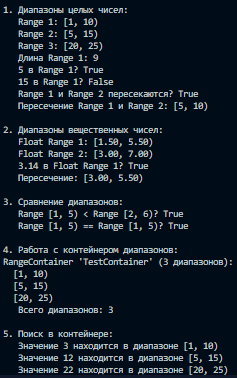 1. Диапазоны целых чисел:
Range 1: [1, 10)
Range 2: [5, 15)
Range 3: [20, 25)
Длина Range 1: 9
5 в Range 1? True
15 в Range 1? False
Range 1 и Range 2 пересекаются? True
Пересечение Range 1 и Range 2: [5, 10)
2. Диапазоны вещественных чисел:
Float Range 1: [1.50, 5.50)
Float Range 2: [3.00, 7.00)
3.14 в Float Range 1? True
Пересечение: [3.00, 5.50)
3. Сравнение диапазонов:
Range [1, 5) < Range [2, 6)? True
Range [1, 5) == Range [1, 5)? True
4. Работа с контейнером диапазонов:
RangeContainer 'TestContainer' (3 диапазонов):
[1, 10)
[5, 15)
[20, 25)
Всего диапазонов: 3
5. Поиск в контейнере:
Значение 3 находится в диапазоне [1, 10)
Значение 12 находится в диапазоне [5, 15)
Значение 22 находится в диапазоне [20, 25)